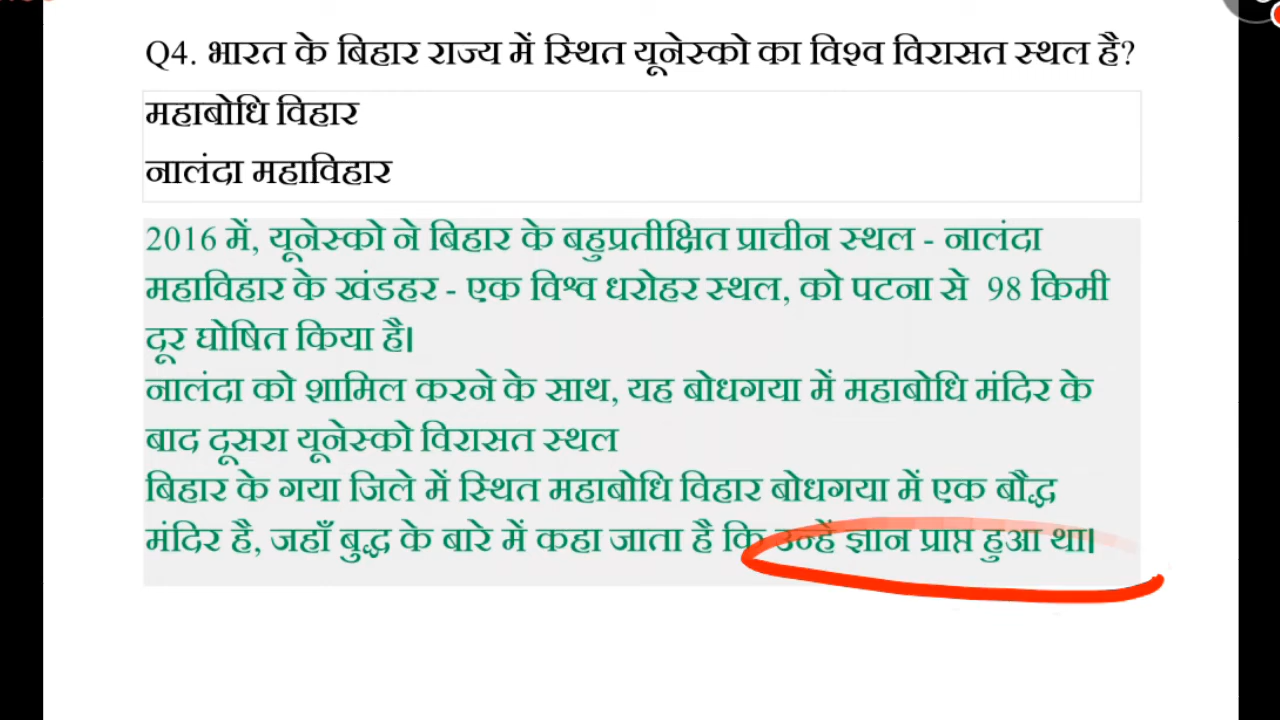 Q4. भारत के बिहार राज्य में स्थित यूनेस्को का विश्व विरासत स्थल है?
महाबोधि विहार
नालंदा महाविहार
2016 में, यूनेस्को ने बिहार के बहुप्रतीक्षित प्राचीन स्थल - नालंदा
महाविहार के खंडहर - एक विश्व धरोहर स्थल, को पटना से 98 किमी
दूर घोषित किया है।
नालंदा को शामिल करने के साथ, यह बोधगया में महाबोधि मंदिर के
बाद दूसरा यूनेस्को विरासत स्थल
बिहार के गया जिले में स्थित महाबोधि विहार बोधगया में एक बौद्ध
मंदिर है, जहाँ बुद्ध के बारे में कहा जाता है कि उन्हें ज्ञान प्राप्त हुआ था।